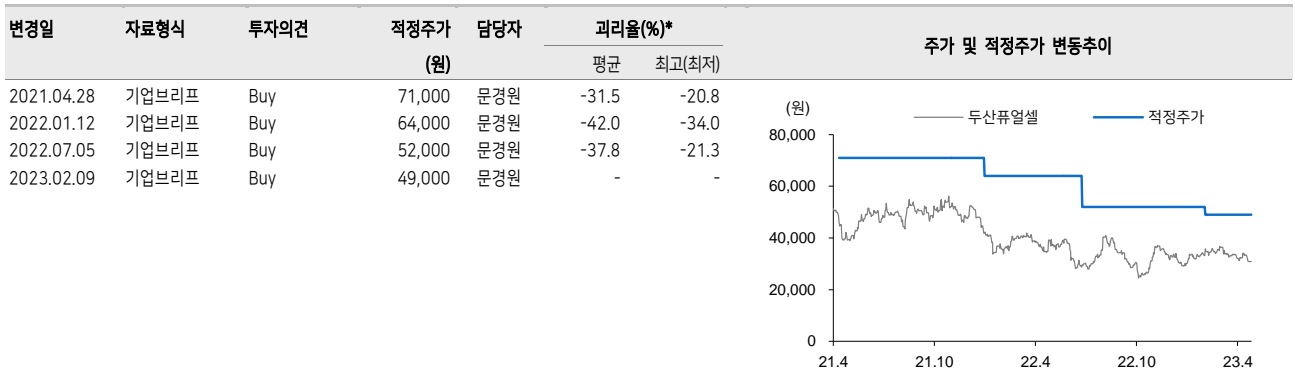 변경일 자료형식 투자의견 적정주가 담당자 괴리율(%)*
(원) 평균 최고(최저)
2021.04.28 기업브리프 Buy 71,000 문경원 -31.5 -20.8
2022.01.12 기업브리프 Buy 64,000 문경원 -42.0 -34.0
2022.07.05 기업브리프 Buy 52,000 문경원 -37.8 -21.3
2023.02.09 기업브리프 Buy 49,000 문경원 - -
주가 및 적정주가 변동추이
(원)
두산퓨얼셀 적정주가
80,000
60,000
40,000
20,000
0
21.4 21.10 22.4 22.10 23.4